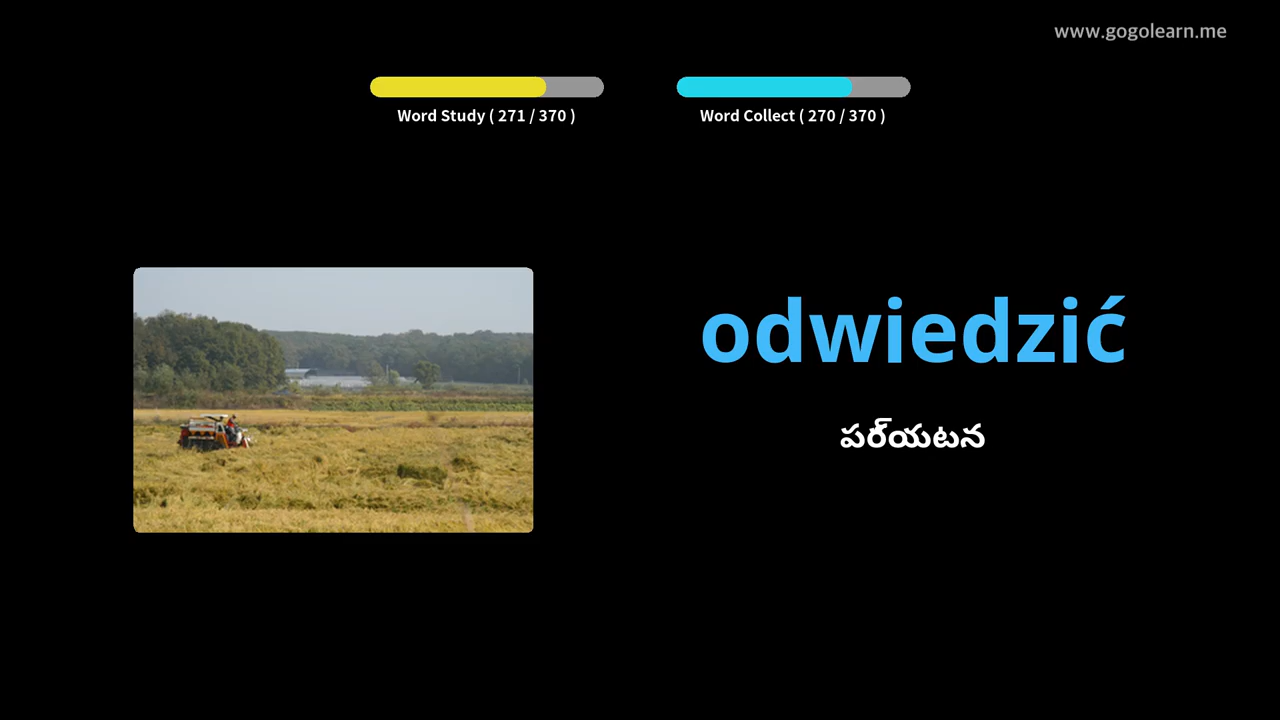 www.gogolearn.me
Word Study ( 271 / 370 )
Word Collect ( 270 / 370 )
odwiedzić
పర్యటన